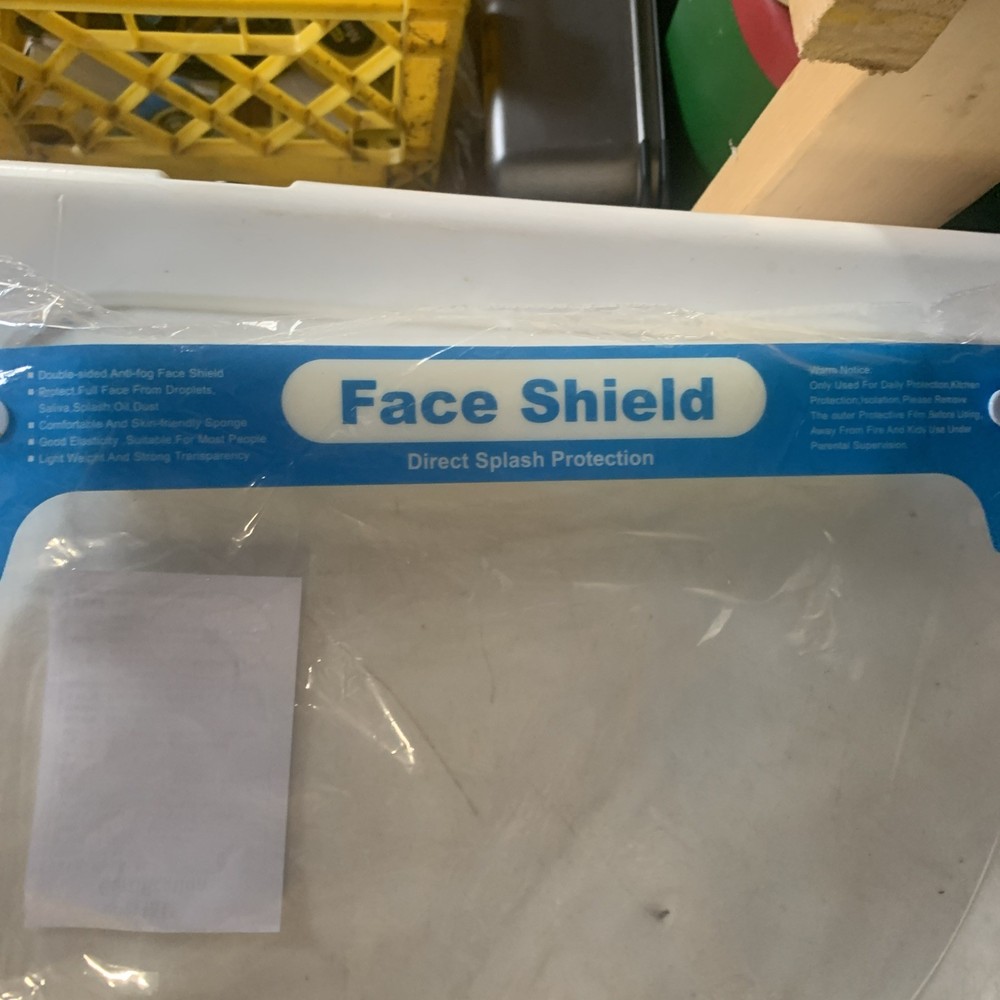 Double-sided Anti-fog Face Shield
Protect Full Face From Droplets,
Saliva,Splash,Oil,Dust
Comfortable And Skin-friendly Sponge
Good Elasticity ,Suitable For Most People
Light Weight And Strong Transparency
Face Shield
Direct Splash Protection
Warm Notice:
Only Used For Daily Protection,Kitchen
Protection,Isolation,Please Remove
The outer Protective Film Before Using,
Away From Fire And Kids Use Under
Parental Supervision.